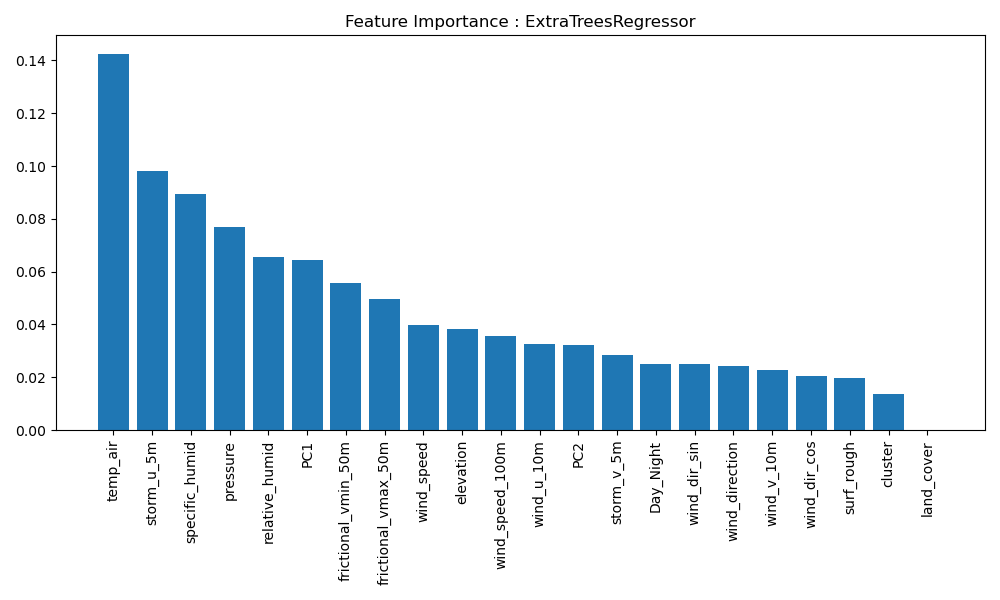 Feature Importance : ExtraTreesRegressor
0.14
0.12
0.10
0.08
0.06
0.04
0.02
0.00
temp_air
storm_u_5m
specific_humid
pressure
relative_humid
PC1
frictional_vmin_50m
frictional_vmax_50m
wind_speed
elevation
wind_speed_100m
wind_u_10m
PC2
storm_v_5m
Day_Night
wind_dir_sin
wind_direction
wind_v_10m
wind_dir_cos
surf_rough
cluster
land_cover